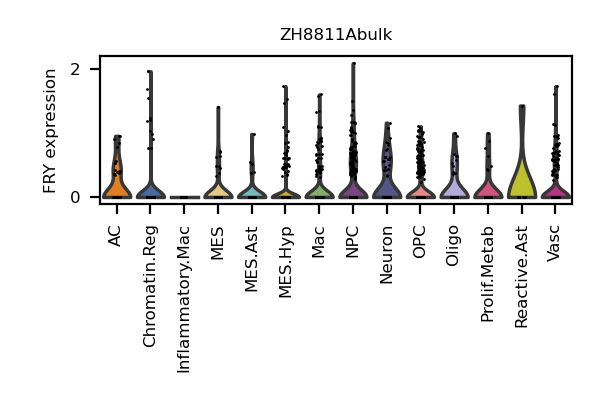 ZH8811Abulk
FRY expression
2
0
AC
Chromatin.Reg
Inflammatory.Mac
MES
MES.Ast
MES.Hyp
Mac
NPC
Neuron
OPC
Oligo
Prolif.Metab
Reactive.Ast
Vasc